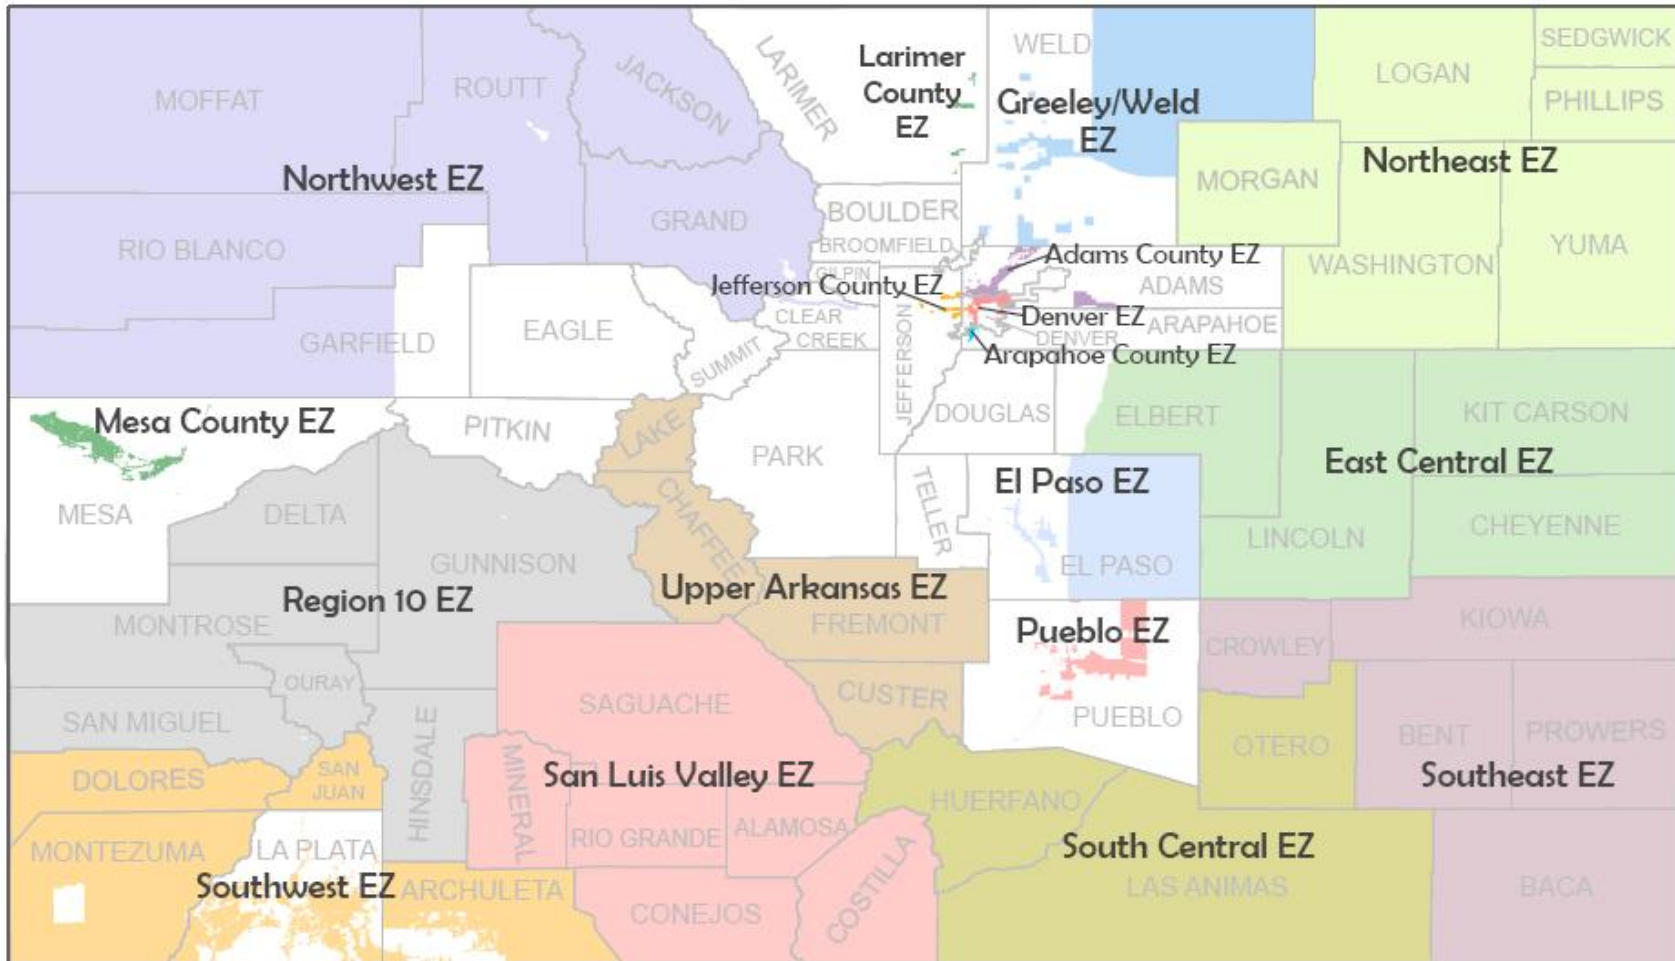 MOFFAT
ROUTT
JACKSON
LARIMER
Larimer
County
EZ
WELD
Greeley/Weld
EZ
LOGAN
SEDGWICK
PHILLIPS
Northwest EZ
MORGAN
Northeast EZ
RIO BLANCO
GRAND
BOULDER
BROOMFIELD
GILPIN
Adams County EZ
ADAMS
WASHINGTON
YUMA
Jefferson County EZ
CLEAR
CREEK
JEFFERSON
Denver EZ
DENVER
ARAPAHOE
Arapahoe County EZ
GARFIELD
EAGLE
SUMMIT
Mesa County EZ
PITKIN
LAKE
PARK
DOUGLAS
ELBERT
KIT CARSON
East Central EZ
MESA
DELTA
GUNNISON
CHAFFEE
TELLER
El Paso EZ
EL PASO
LINCOLN
CHEYENNE
Region 10 EZ
MONTROSE
Upper Arkansas EZ
FREMONT
Pueblo EZ
CROWLEY
KIOWA
OURAY
SAN MIGUEL
HINSDALE
SAGUACHE
CUSTER
PUEBLO
OTERO
BENT
PROWERS
DOLORES
SAN
JUAN
MINERAL
San Luis Valley EZ
Southeast EZ
HUERFANO
MONTEZUMA
LA PLATA
RIO GRANDE
ALAMOSA
COSTILLA
South Central EZ
Southwest EZ
ARCHULETA
CONEJOS
LAS ANIMAS
BACA